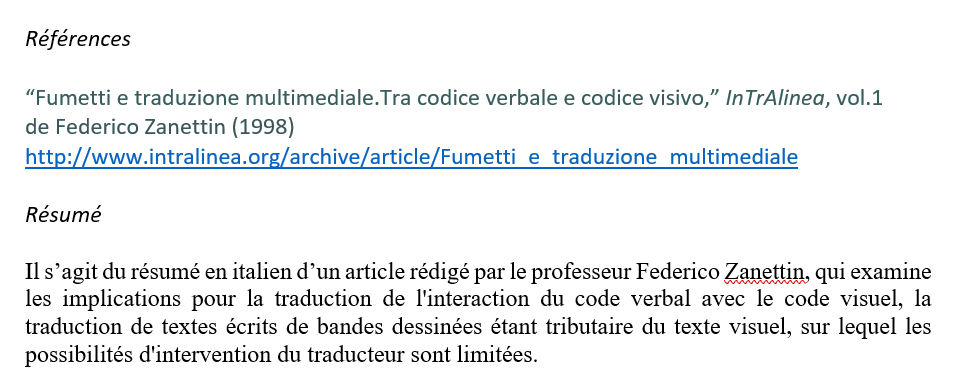 Références
“Fumetti e traduzione multimediale.Tra codice verbale e codice visivo,” InTrAlinea, vol.1
de Federico Zanettin (1998)
http://www.intralinea.org/archive/article/Fumetti_e_traduzione_multimediale
Résumé
Il s’agit du résumé en italien d’un article rédigé par le professeur Federico Zanettin, qui examine
les implications pour la traduction de l'interaction du code verbal avec le code visuel, la
traduction de textes écrits de bandes dessinées étant tributaire du texte visuel, sur lequel les
possibilités d'intervention du traducteur sont limitées.